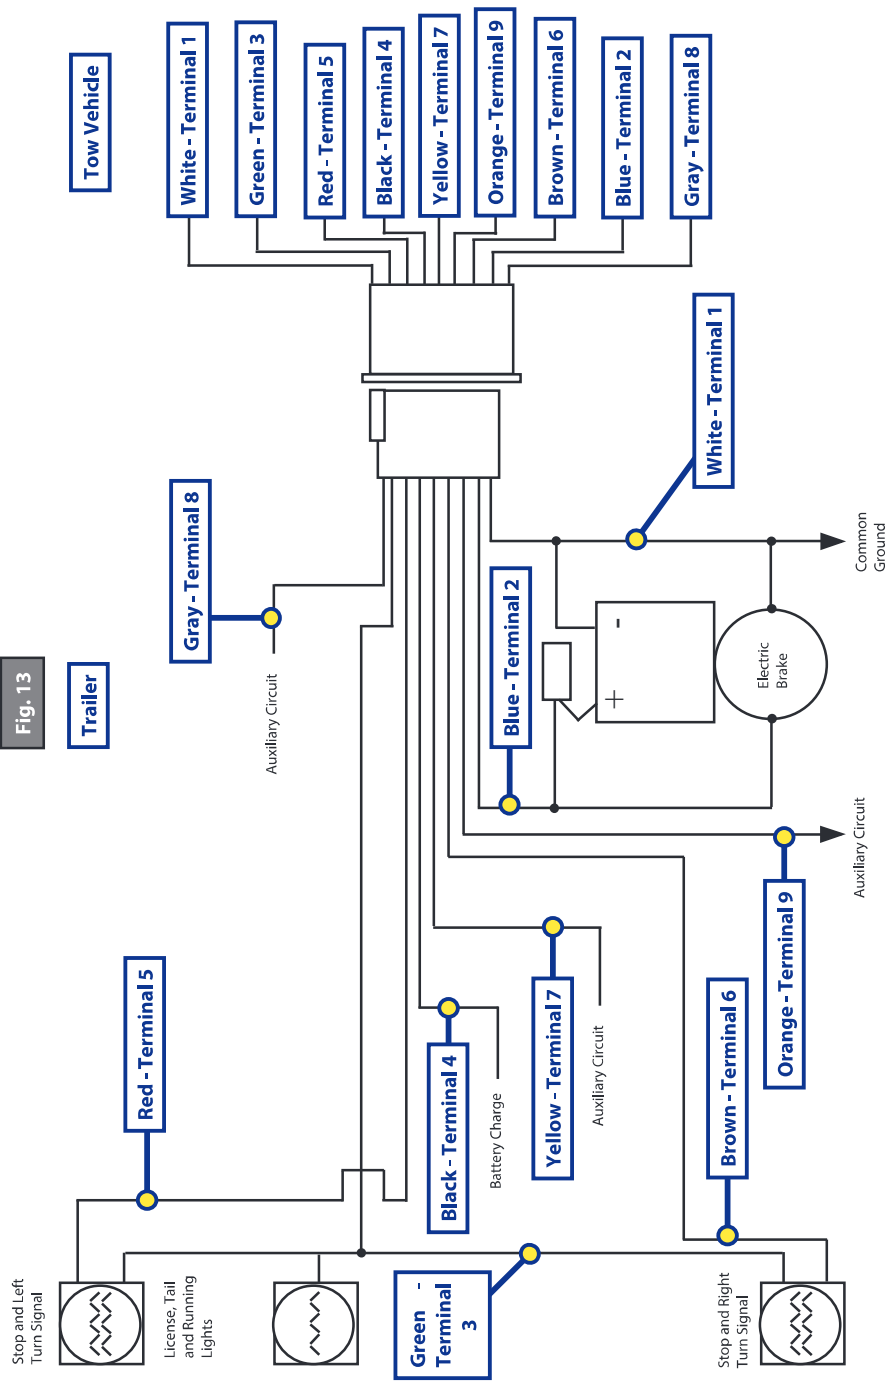 Fig. 13
Trailer
Tow Vehicle
White - Terminal 1
Green - Terminal 3
Red - Terminal 5
Black - Terminal 4
Yellow - Terminal 7
Orange - Terminal 9
Brown - Terminal 6
Blue - Terminal 2
Gray - Terminal 8
Gray - Terminal 8
Auxiliary Circuit
White - Terminal 1
Common
Ground
Blue - Terminal 2
-
+
Electric
Brake
Orange - Terminal 9
Auxiliary Circuit
Red - Terminal 5
Black - Terminal 4
Battery Charge
Yellow - Terminal 7
Auxiliary Circuit
Brown - Terminal 6
Stop and Left
Turn Signal
License, Tail
and Running
Lights
Green -
Terminal
3
Stop and Right
Turn Signal